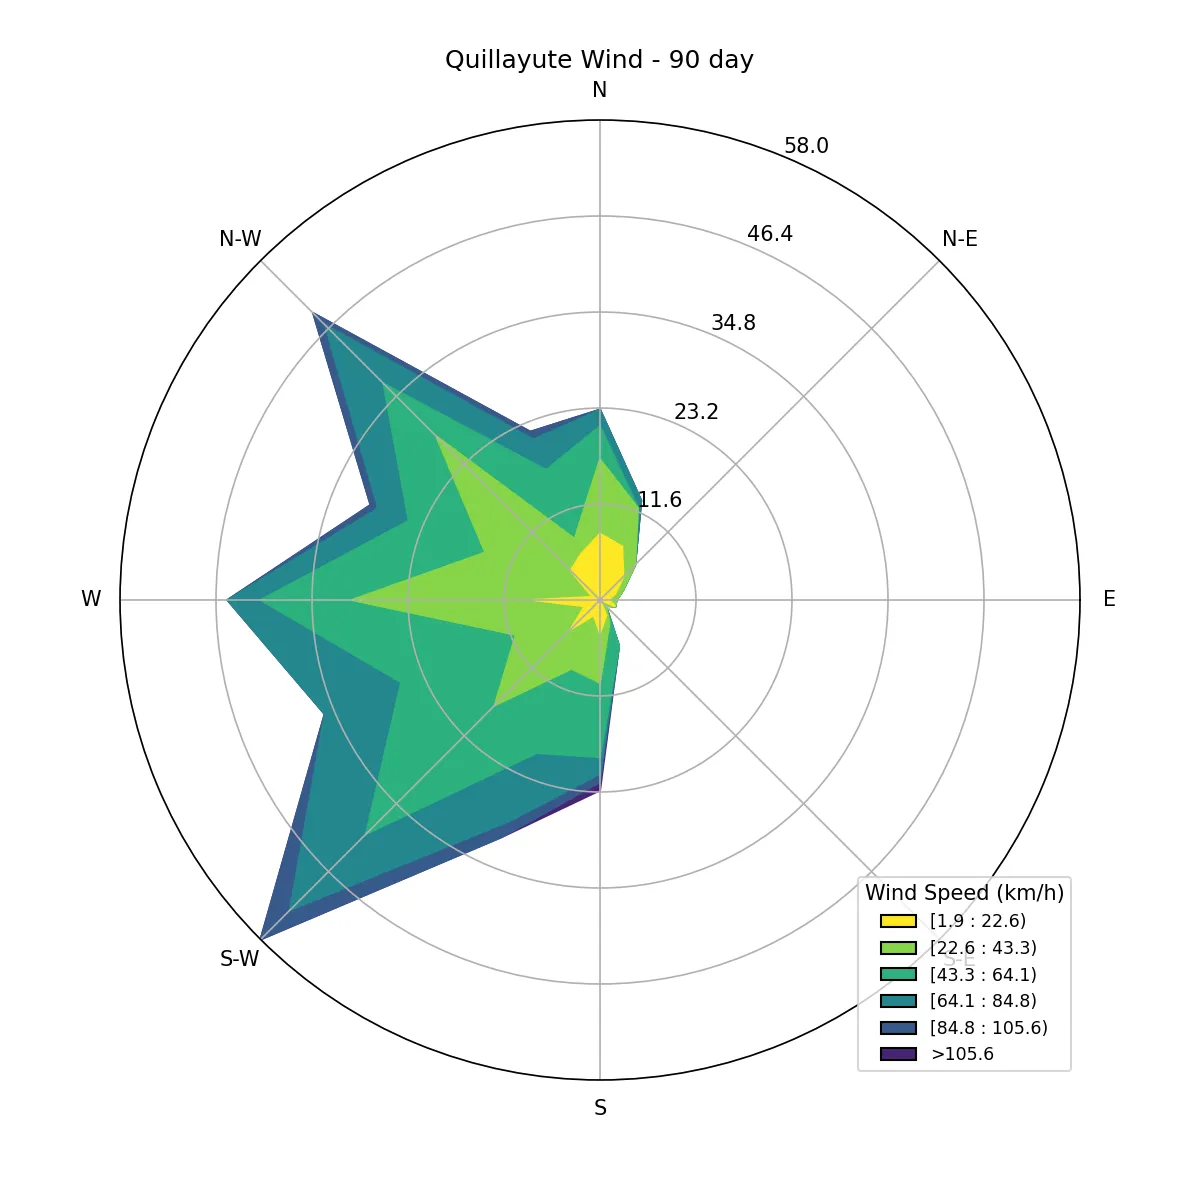 Quillayute Wind - 90 day
N
58.0
N-W
46.4
N-E
34.8
23.2
11.6
W
E
S-W
S-E
S
Wind Speed (km/h)
[1.9 : 22.6)
[22.6 : 43.3)
[43.3 : 64.1)
[64.1 : 84.8)
[84.8 : 105.6)
>105.6